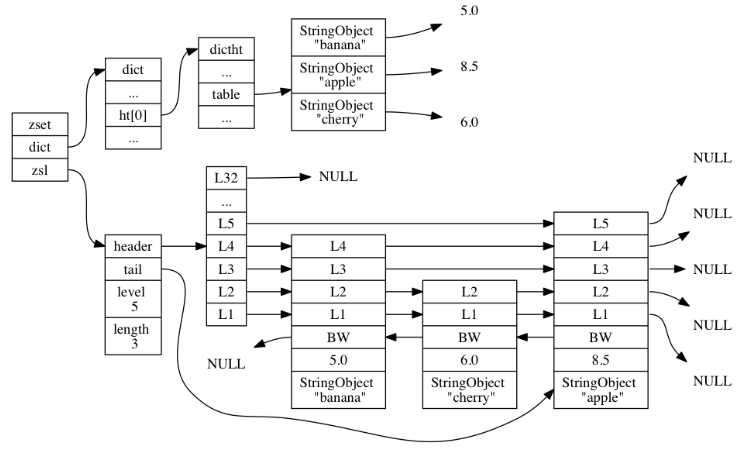 zset
dict
zsl
dict
...
ht[0]
...
dictht
...
table
...
StringObject
"banana"
StringObject
"apple"
StringObject
"cherry"
5.0
8.5
6.0
header
tail
level
5
length
3
L32
...
L5
L4
L3
L2
L1
NULL
NULL
L4
L3
L2
L1
BW
5.0
StringObject
"banana"
L2
L1
BW
6.0
StringObject
"cherry"
L5
L4
L3
L2
L1
BW
8.5
StringObject
"apple"
NULL
NULL
NULL
NULL
NULL